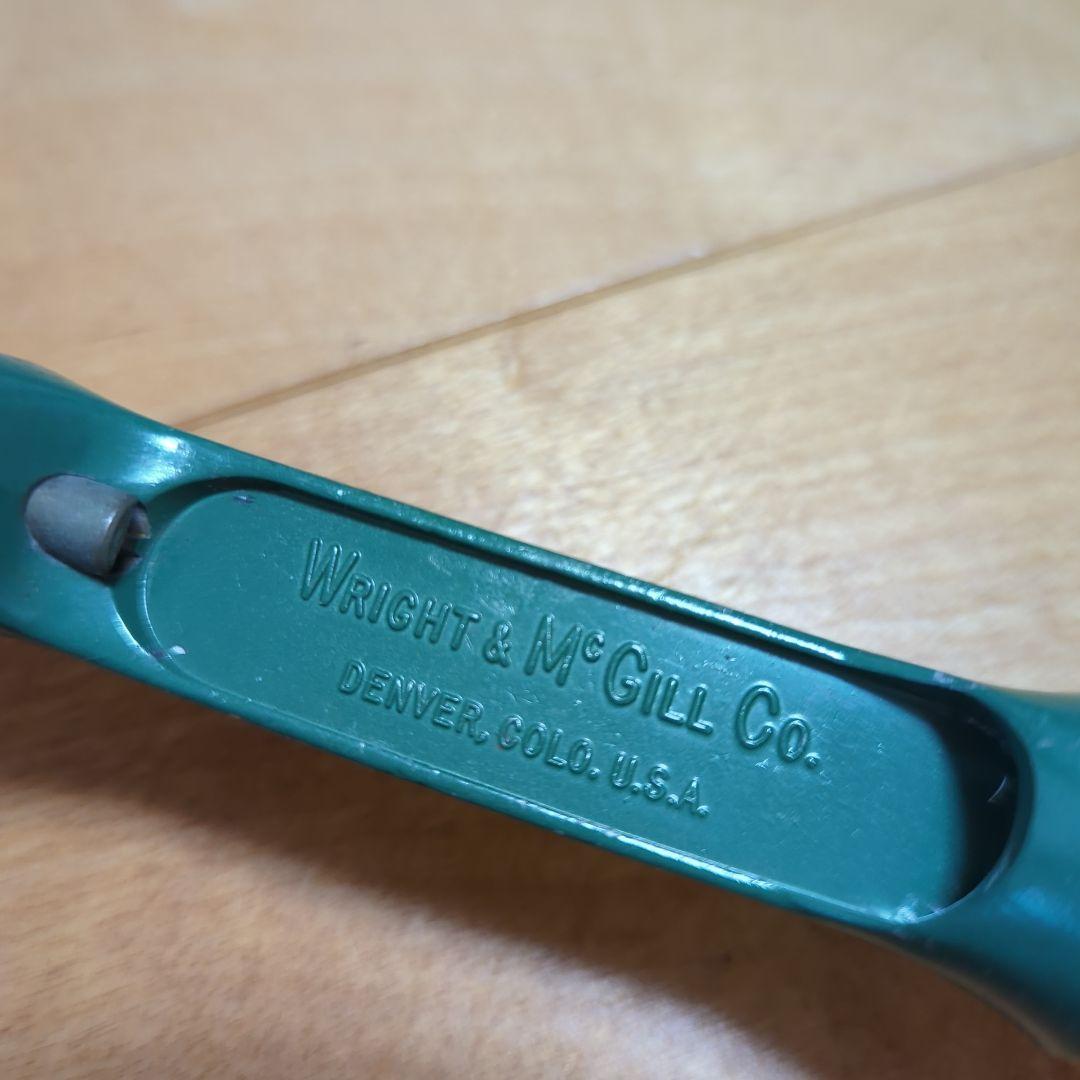 WRIGHT & McGILL CO.
DENVER, COLO. U.S.A.